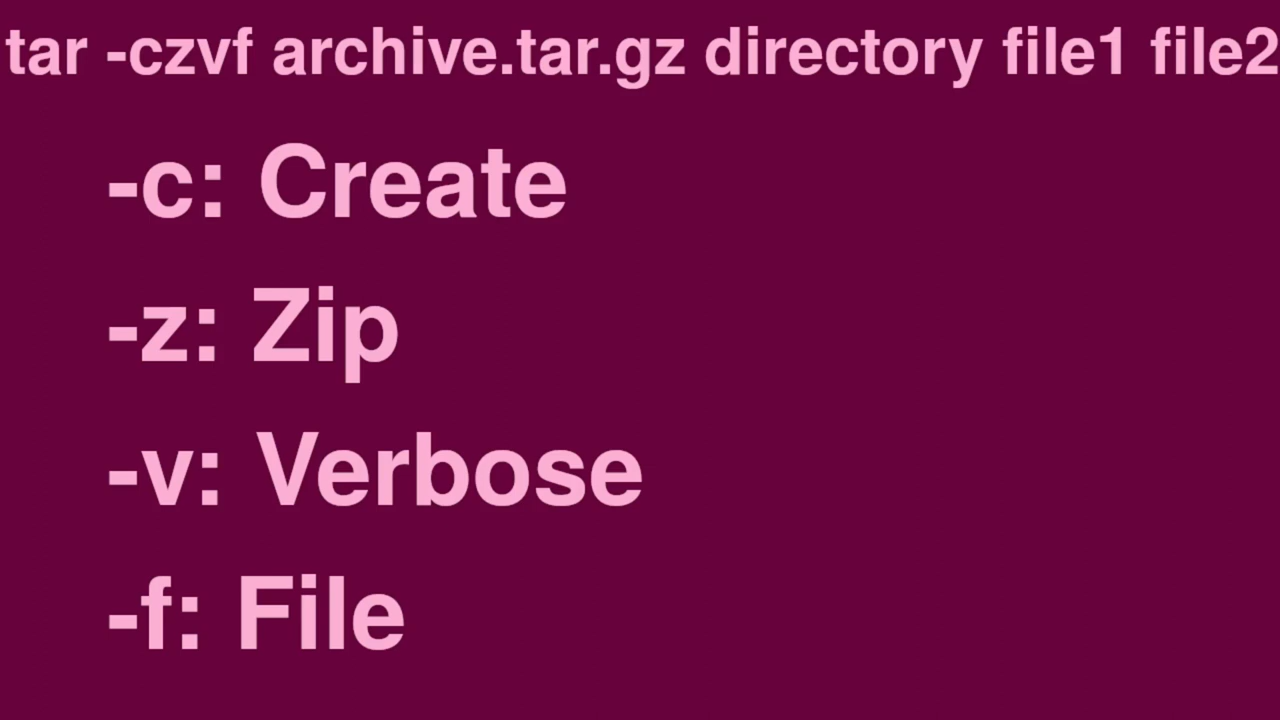 tar -czvf archive.tar.gz directory file1 file2
-c: Create
-z: Zip
-v: Verbose
-f: File